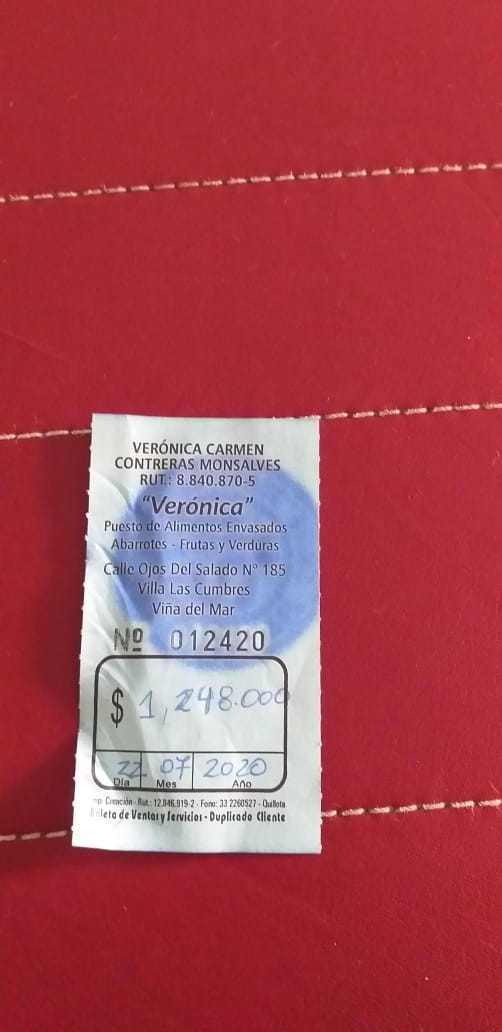 VERÓNICA CARMEN
CONTRERAS MONSALVES
RUT.: 8.840.870-5
“Verónica”
Puesto de Alimentos Envasados
Abarrotes - Frutas y Verduras
Calle Ojos Del Salado N° 185
Villa Las Cumbres
Viña del Mar
Nº 012420
$ 1,248.000
22 07 2020
Día Mes Año
Imp. Creación - Rut.: 12.846.919-2 - Fono: 33 2260527 - Quillota
Boleta de Ventas y Servicios - Duplicado Cliente